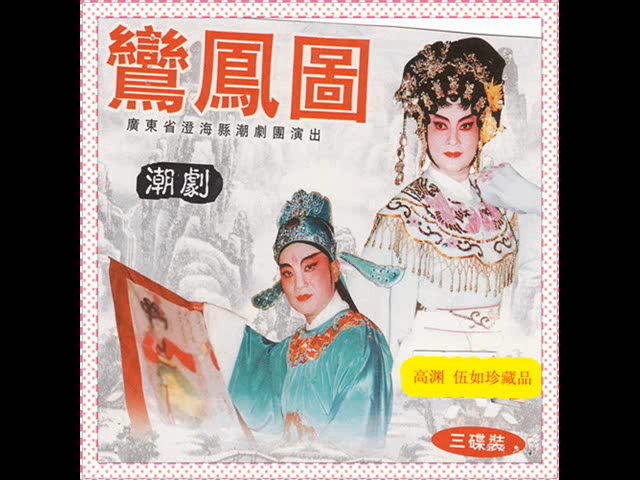 鸞鳳圖
廣東省澄海縣潮劇團演出
潮劇
高渊 伍如珍藏品
三碟裝